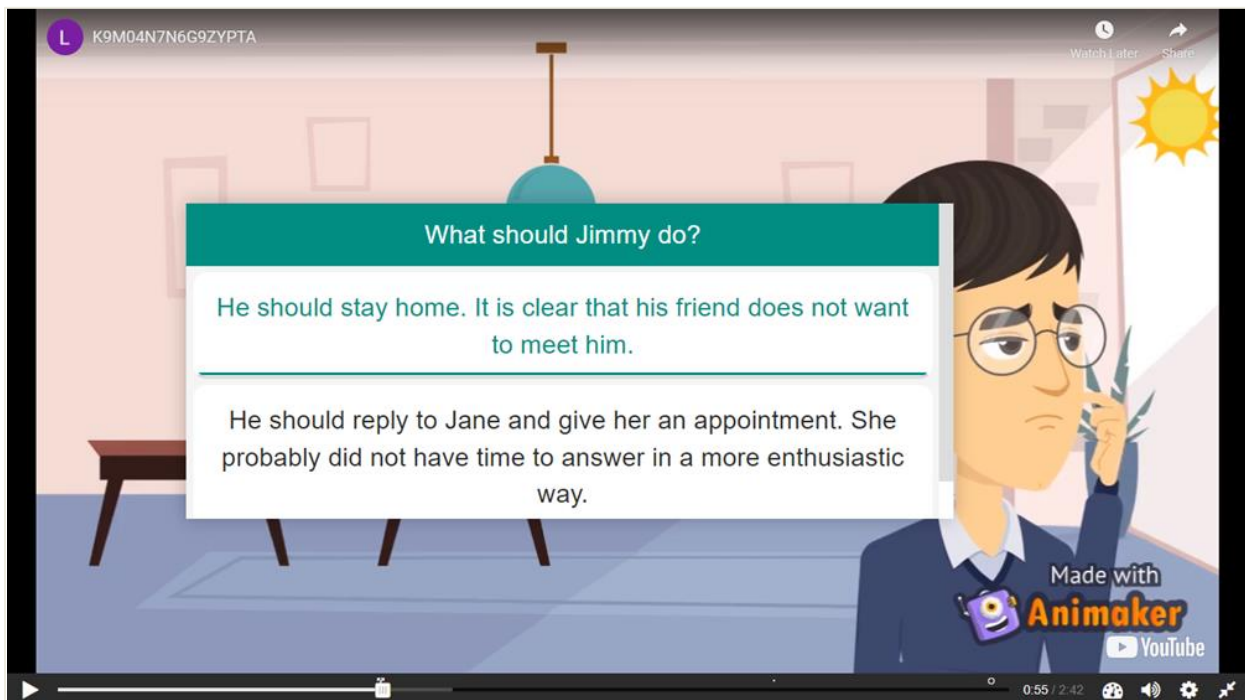 L K9M04N7N6G9ZYPTA
Watch Later Share
What should Jimmy do?
He should stay home. It is clear that his friend does not want
to meet him.
He should reply to Jane and give her an appointment. She
probably did not have time to answer in a more enthusiastic
way.
Made with
Animaker
YouTube
0:55 / 2:42